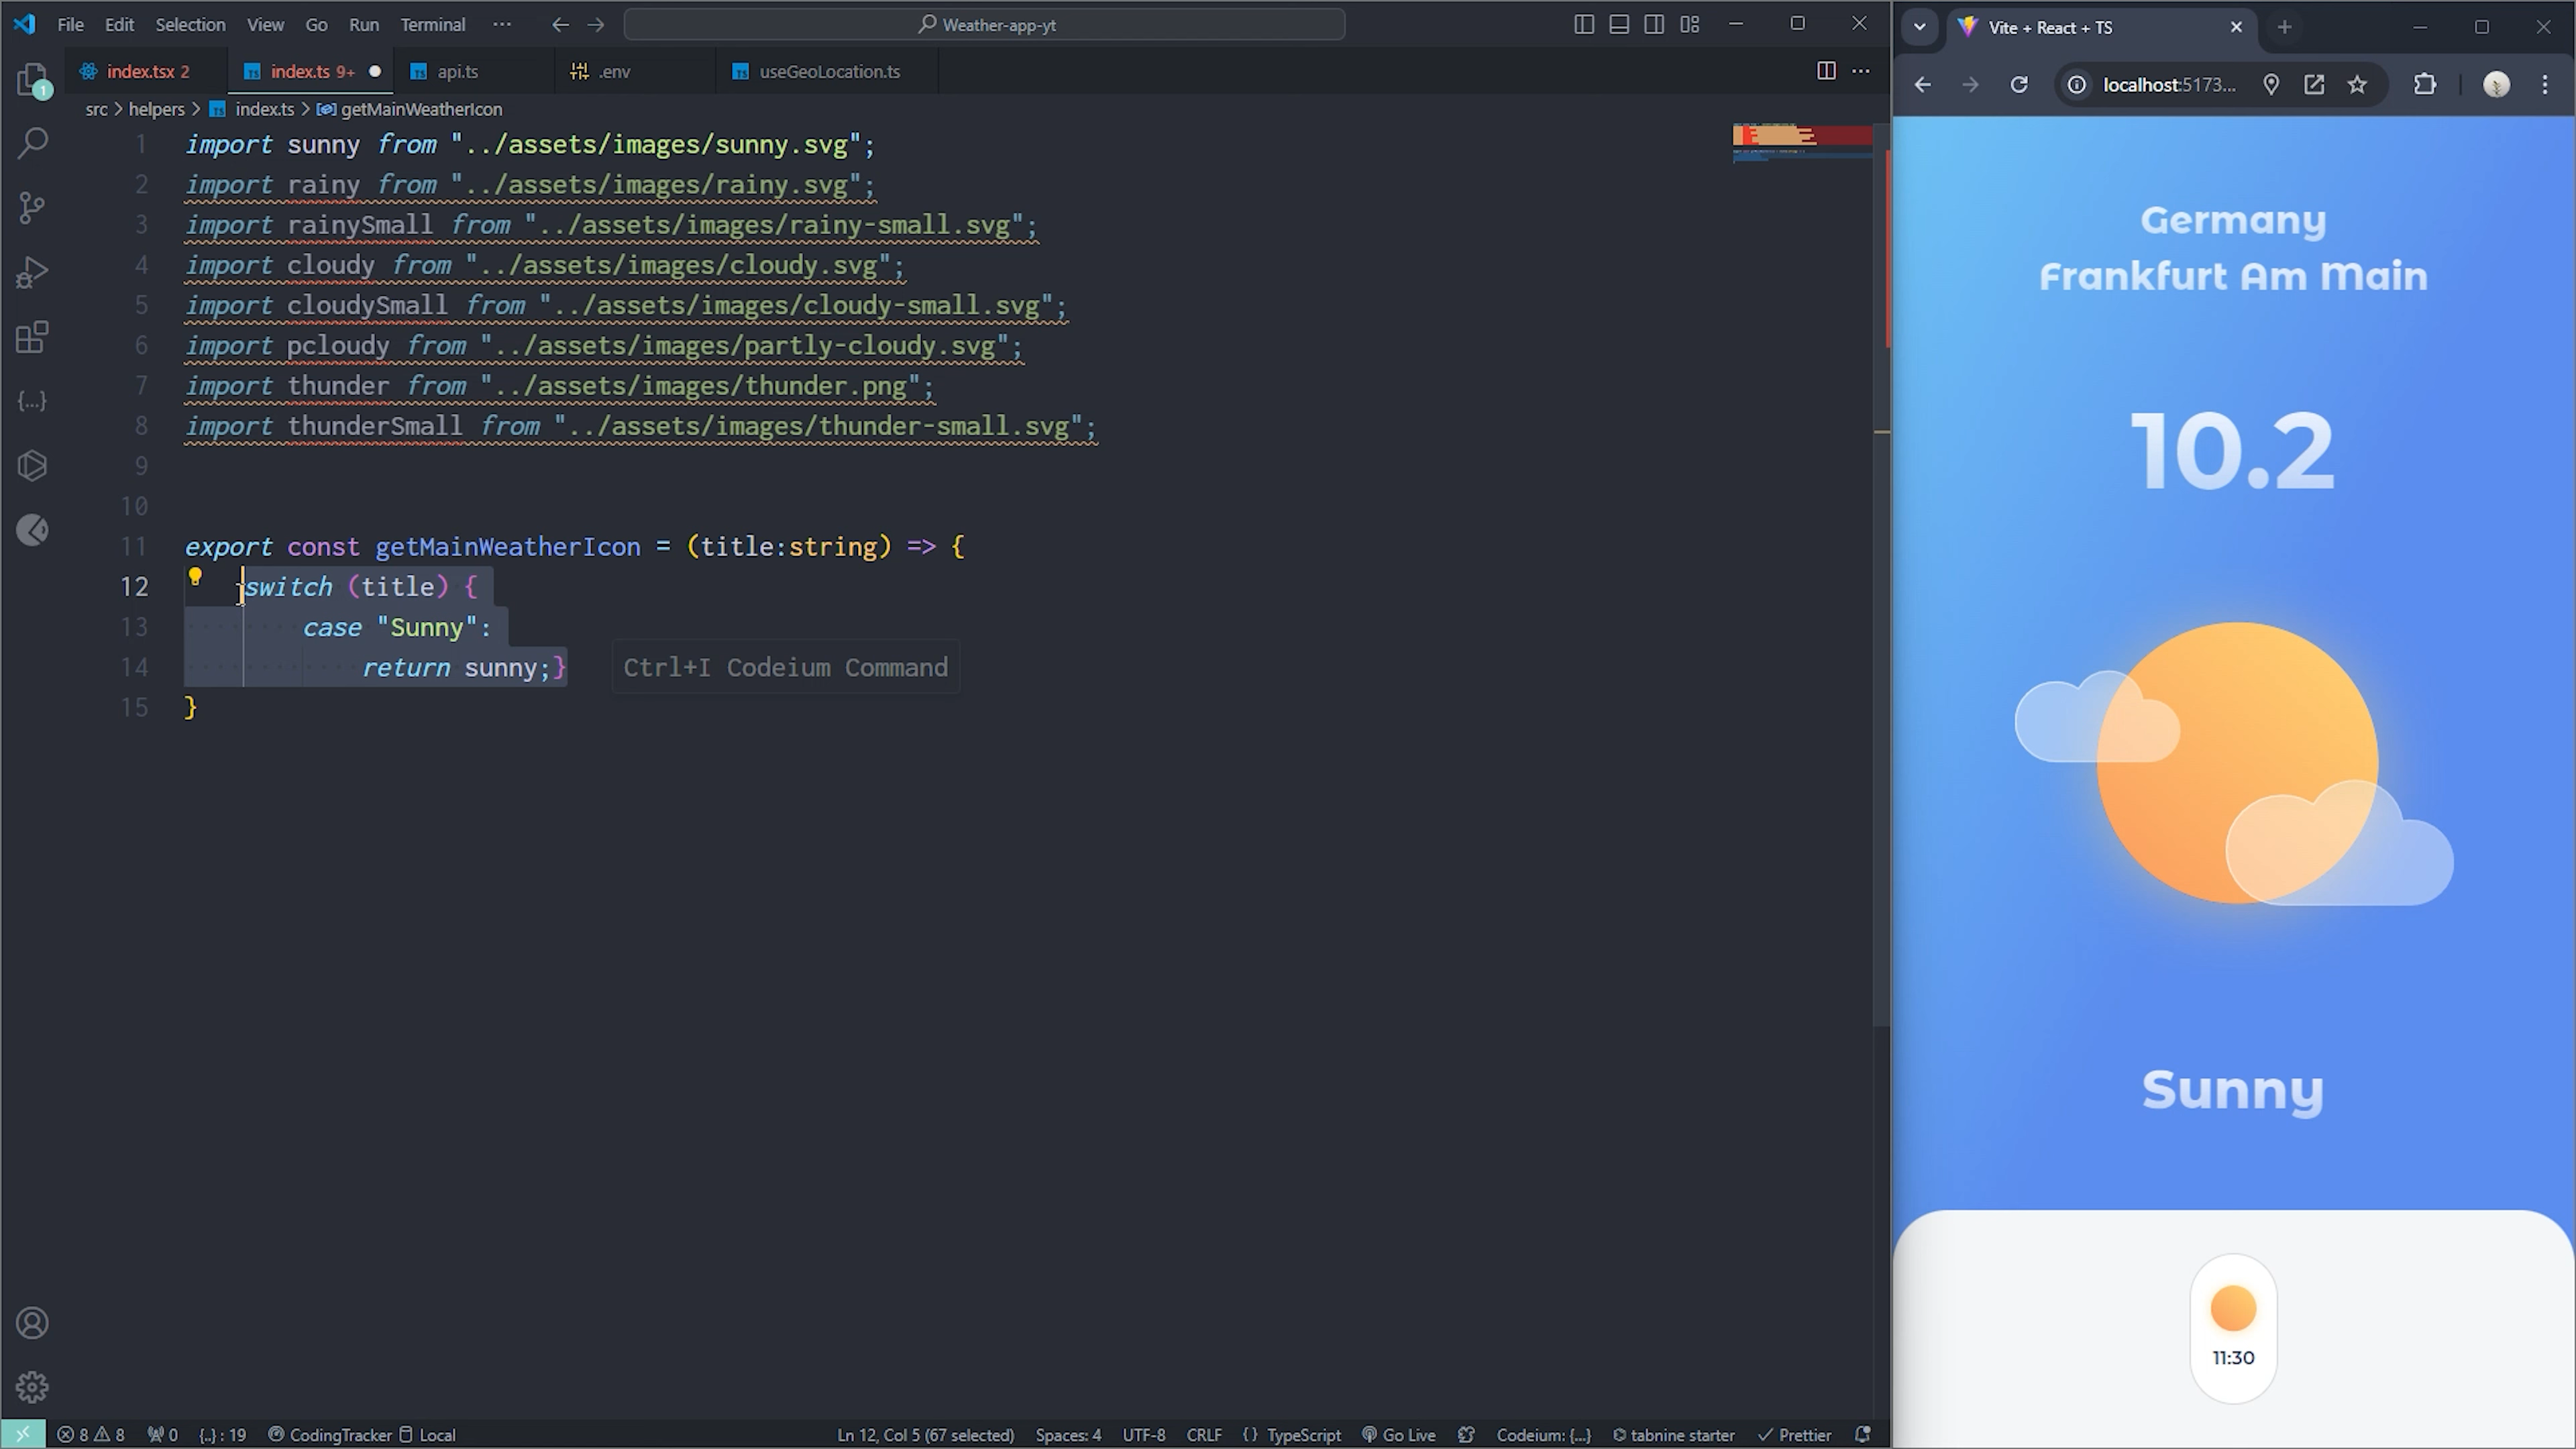 File Edit Selection View Go Run Terminal ··· Weather-app-yt
index.tsx 2 index.ts 9+ api.ts .env useGeoLocation.ts
src > helpers > index.ts > getMainWeatherIcon
1 import sunny from "../assets/images/sunny.svg";
2 import rainy from "../assets/images/rainy.svg";
3 import rainySmall from "../assets/images/rainy-small.svg";
4 import cloudy from "../assets/images/cloudy.svg";
5 import cloudySmall from "../assets/images/cloudy-small.svg";
6 import pcloudy from "../assets/images/partly-cloudy.svg";
7 import thunder from "../assets/images/thunder.png";
8 import thunderSmall from "../assets/images/thunder-small.svg";
9
10
11 export const getMainWeatherIcon = (title:string) => {
12 switch (title) {
13 case "Sunny":
14 return sunny;} Ctrl+I Codeium Command
15 }
1
8 8 0 {..} : 19 CodingTracker Local Ln 12, Col 5 (67 selected) Spaces: 4 UTF-8 CRLF {} TypeScript Go Live Codeium: {...} tabnine starter Prettier
Vite + React + TS
localhost:5173...
Germany
Frankfurt Am Main
10.2
Sunny
11:30